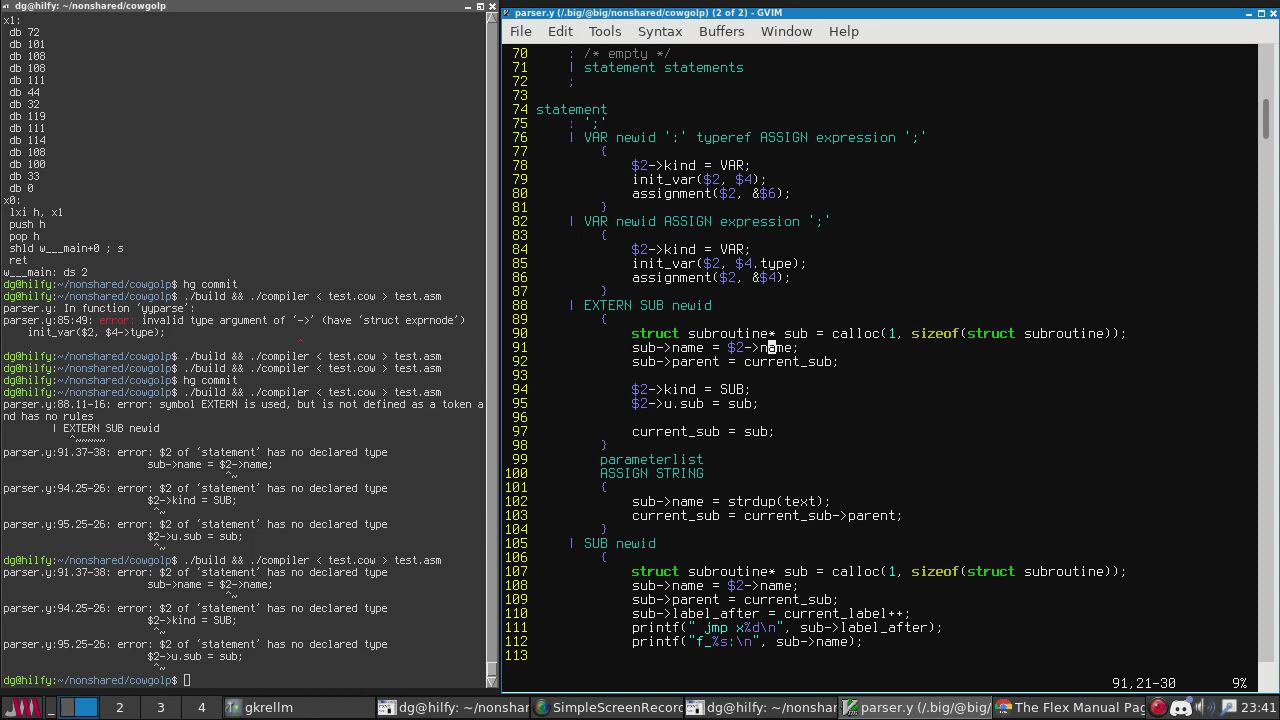 dg@hilfy: ~/nonshared/cowgolp
x1:
db 72
db 101
db 108
db 108
db 111
db 44
db 32
db 119
db 111
db 114
db 108
db 100
db 33
db 0
x0:
lxi h, x1
push h
pop h
shld w___main+0 ; s
ret
w___main: ds 2
dg@hilfy:~/nonshared/cowgolp$ hg commit
dg@hilfy:~/nonshared/cowgolp$ ./build && ./compiler < test.cow > test.asm
parser.y: In function ‘yyparse’:
parser.y:85:49: error: invalid type argument of ‘->’ (have ‘struct exprnode’)
init_var($2, $4->type);
^
dg@hilfy:~/nonshared/cowgolp$ ./build && ./compiler < test.cow > test.asm
dg@hilfy:~/nonshared/cowgolp$ ./build && ./compiler < test.cow > test.asm
dg@hilfy:~/nonshared/cowgolp$ hg commit
dg@hilfy:~/nonshared/cowgolp$ ./build && ./compiler < test.cow > test.asm
parser.y:88.11-16: error: symbol EXTERN is used, but is not defined as a token a
nd has no rules
| EXTERN SUB newid
^~~~~~
parser.y:91.37-38: error: $2 of ‘statement’ has no declared type
sub->name = $2->name;
^~
parser.y:94.25-26: error: $2 of ‘statement’ has no declared type
$2->kind = SUB;
^~
parser.y:95.25-26: error: $2 of ‘statement’ has no declared type
$2->u.sub = sub;
^~
dg@hilfy:~/nonshared/cowgolp$ ./build && ./compiler < test.cow > test.asm
parser.y:91.37-38: error: $2 of ‘statement’ has no declared type
sub->name = $2->name;
^~
parser.y:94.25-26: error: $2 of ‘statement’ has no declared type
$2->kind = SUB;
^~
parser.y:95.25-26: error: $2 of ‘statement’ has no declared type
$2->u.sub = sub;
^~
dg@hilfy:~/nonshared/cowgolp$
parser.y (/.big/@big/nonshared/cowgolp) (2 of 2) - GVIM
File Edit Tools Syntax Buffers Window Help
70 : /* empty */
71 | statement statements
72 ;
73
74 statement
75 : ';'
76 | VAR newid ':' typeref ASSIGN expression ';'
77 {
78 $2->kind = VAR;
79 init_var($2, $4);
80 assignment($2, &$6);
81 }
82 | VAR newid ASSIGN expression ';'
83 {
84 $2->kind = VAR;
85 init_var($2, $4.type);
86 assignment($2, &$4);
87 }
88 | EXTERN SUB newid
89 {
90 struct subroutine* sub = calloc(1, sizeof(struct subroutine));
91 sub->name = $2->name;
92 sub->parent = current_sub;
93
94 $2->kind = SUB;
95 $2->u.sub = sub;
96
97 current_sub = sub;
98 }
99 parameterlist
100 ASSIGN STRING
101 {
102 sub->name = strdup(text);
103 current_sub = current_sub->parent;
104 }
105 | SUB newid
106 {
107 struct subroutine* sub = calloc(1, sizeof(struct subroutine));
108 sub->name = $2->name;
109 sub->parent = current_sub;
110 sub->label_after = current_label++;
111 printf(" jmp x%d\n", sub->label_after);
112 printf("f_%s:\n", sub->name);
113
91,21-30 9%
2 3 4 gkrellm dg@hilfy: ~/nonshar SimpleScreenRecord dg@hilfy: ~/nonshar parser.y (/.big/@big/ The Flex Manual Pag 23:41